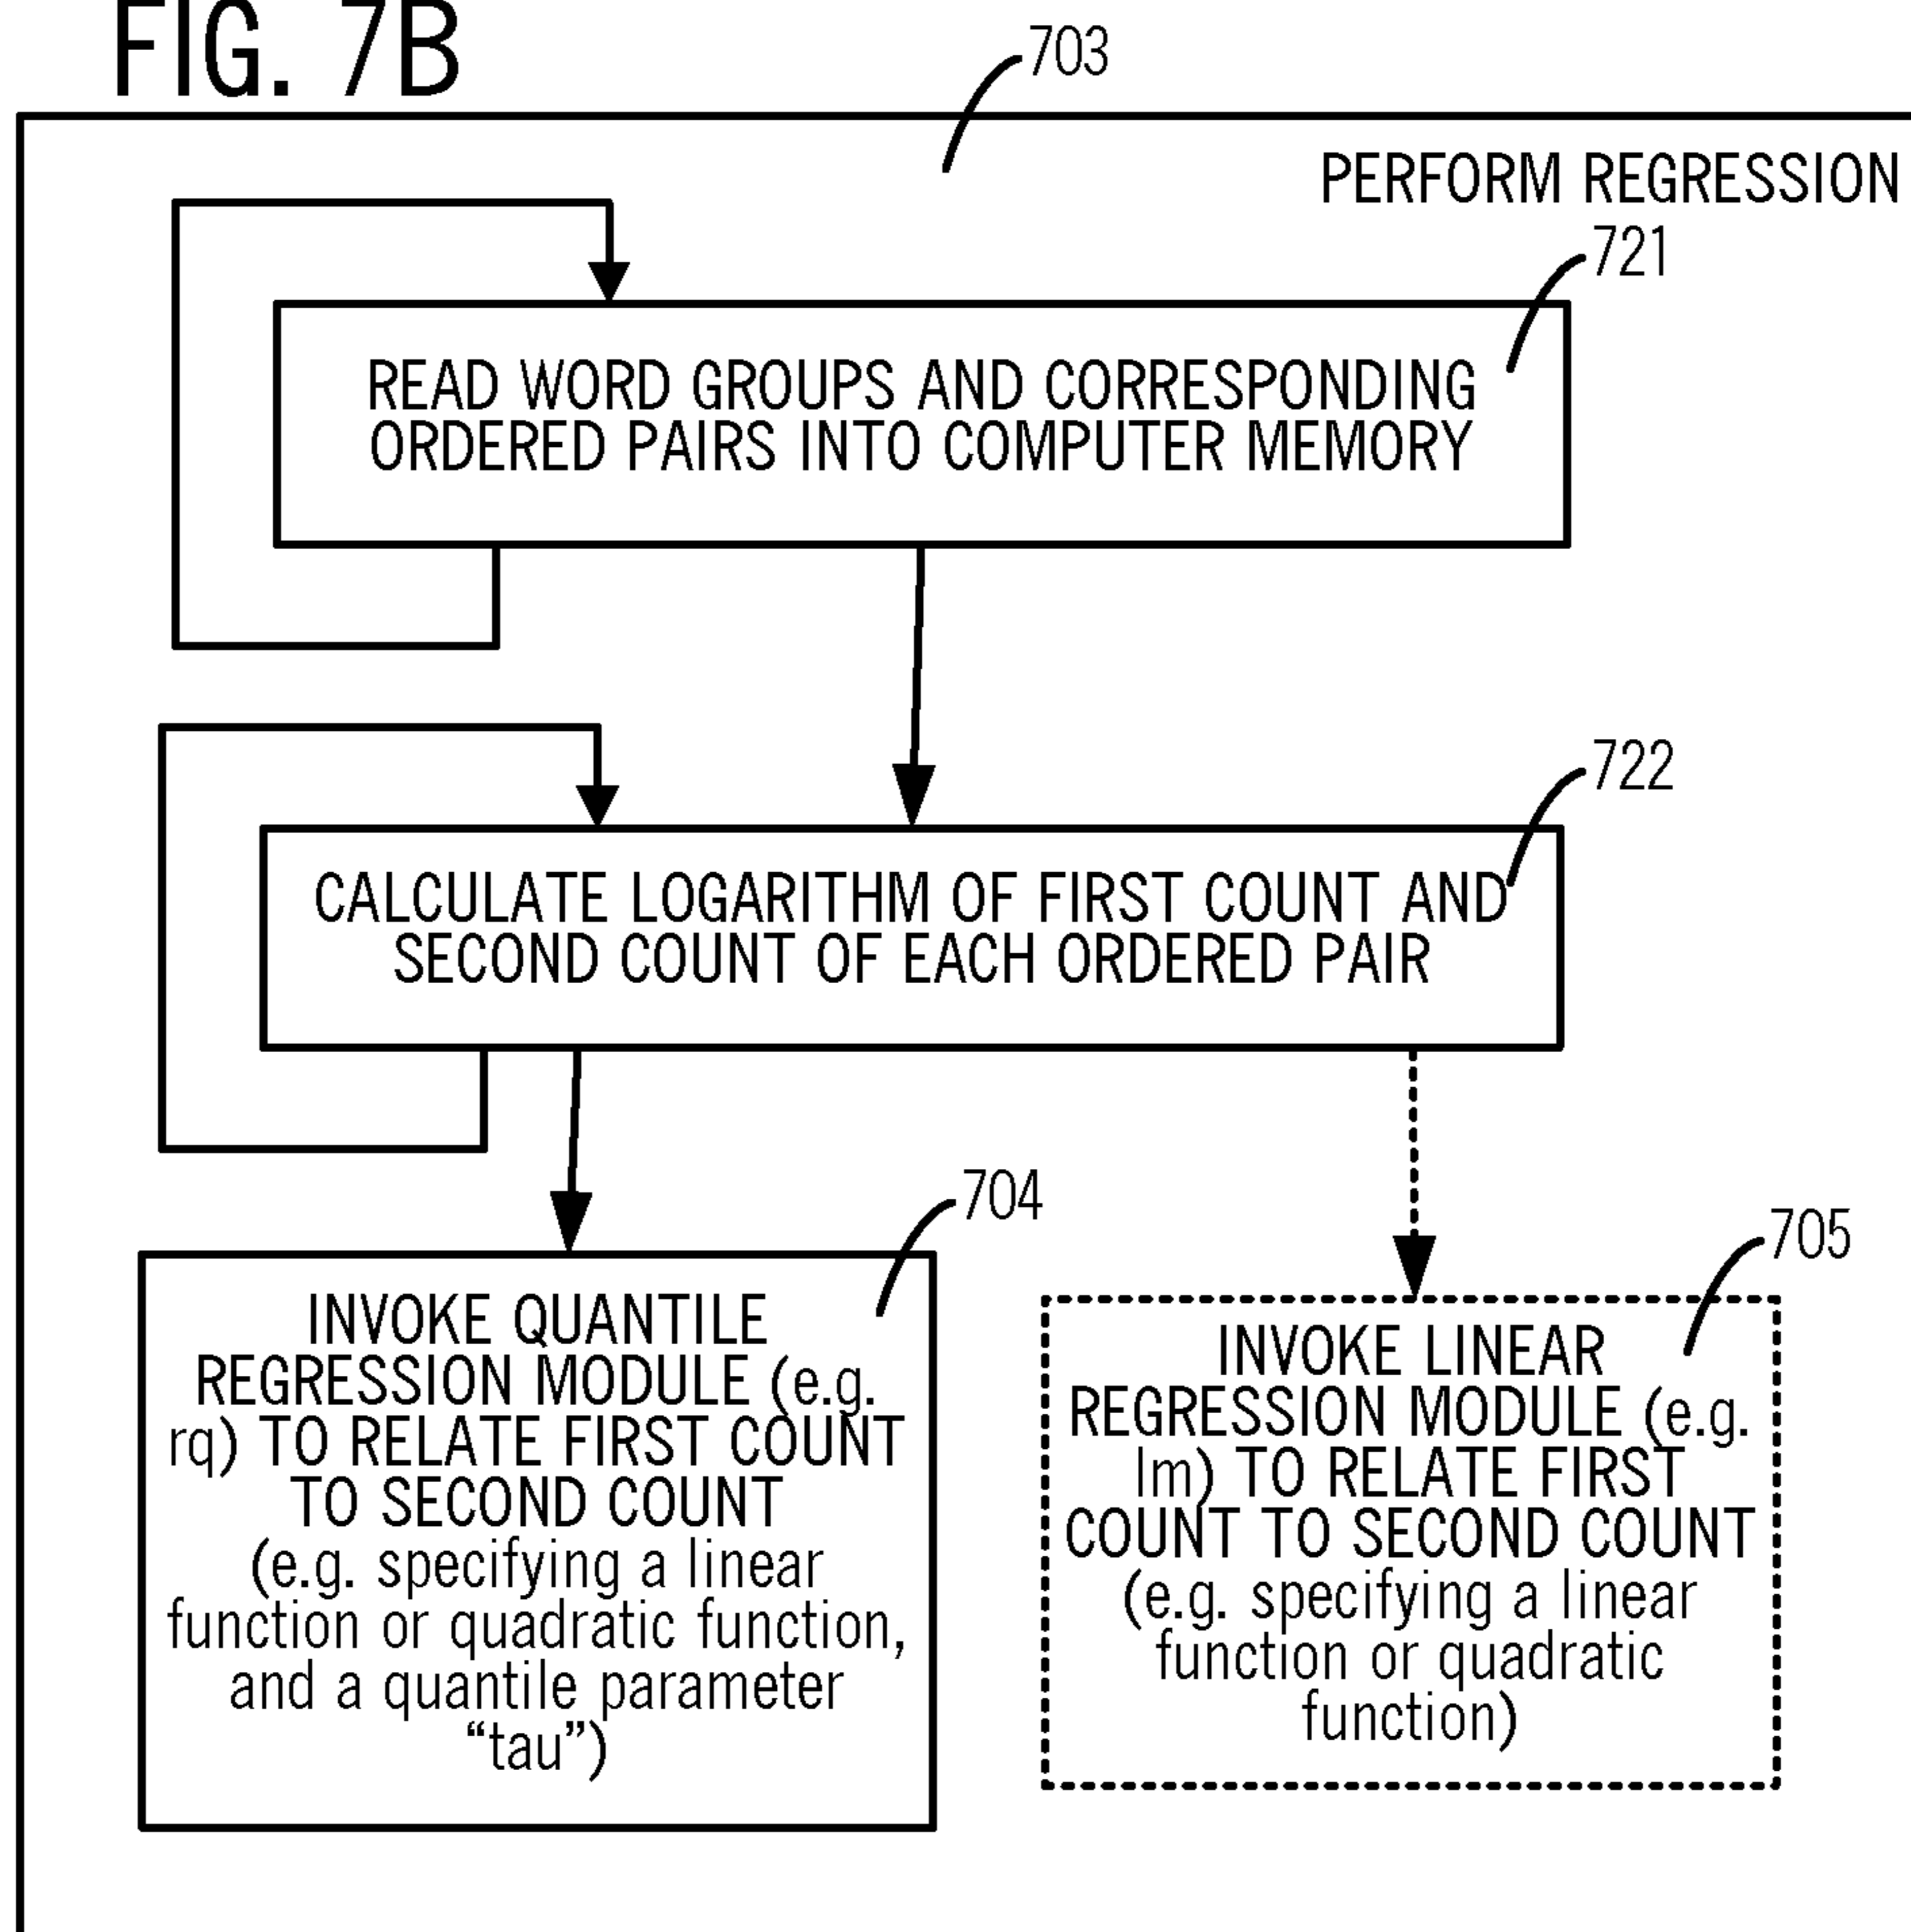 FIG. 7B
703
PERFORM REGRESSION
721
READ WORD GROUPS AND CORRESPONDING
ORDERED PAIRS INTO COMPUTER MEMORY
722
CALCULATE LOGARITHM OF FIRST COUNT AND
SECOND COUNT OF EACH ORDERED PAIR
704
INVOKE QUANTILE
REGRESSION MODULE (e.g.
rq) TO RELATE FIRST COUNT
TO SECOND COUNT
(e.g. specifying a linear
function or quadratic function,
and a quantile parameter
“tau”)
705
INVOKE LINEAR
REGRESSION MODULE (e.g.
lm) TO RELATE FIRST
COUNT TO SECOND COUNT
(e.g. specifying a linear
function or quadratic
function)